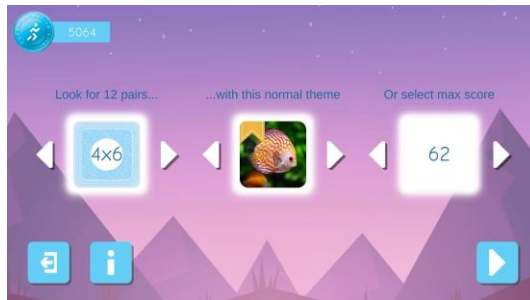 5064
Look for 12 pairs...
...with this normal theme
Or select max score
4x6
62
i